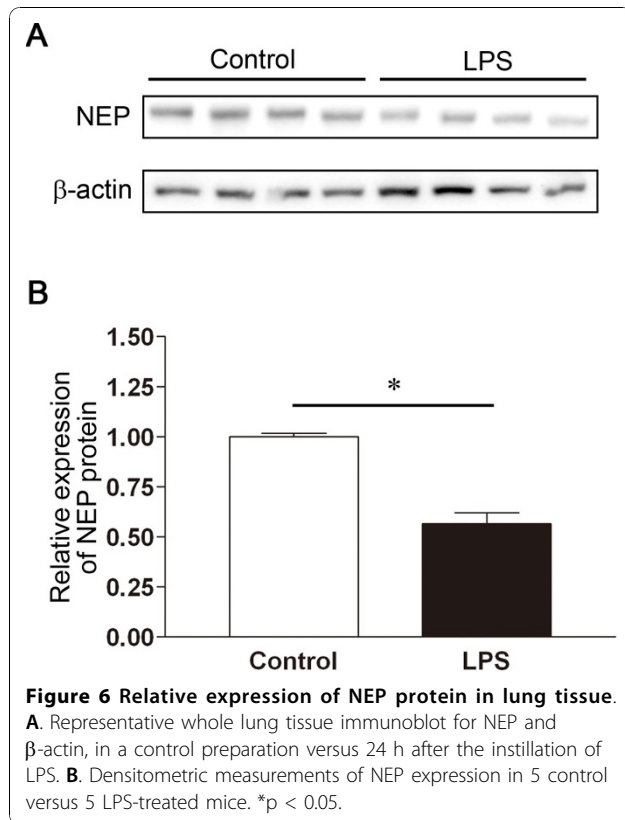 A
Control LPS
NEP
β-actin
B
Relative expression
of NEP protein
1.50
1.25
1.00
0.75
0.50
0.25
0.00
*
Control LPS
Figure 6 Relative expression of NEP protein in lung tissue.
A. Representative whole lung tissue immunoblot for NEP and
β-actin, in a control preparation versus 24 h after the instillation of
LPS. B. Densitometric measurements of NEP expression in 5 control
versus 5 LPS-treated mice. *p < 0.05.